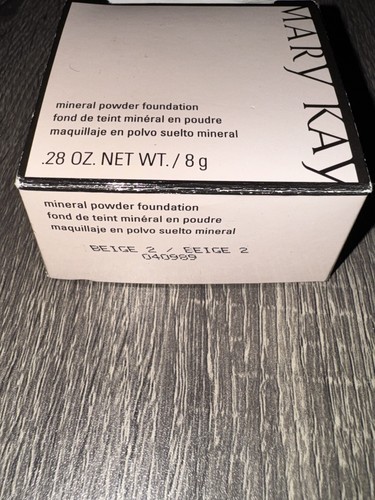 MARY KAY
mineral powder foundation
fond de teint minéral en poudre
maquillaje en polvo suelto mineral
.28 OZ. NET WT. / 8 g
mineral powder foundation
fond de teint minéral en poudre
maquillaje en polvo suelto mineral
BEIGE 2 / BEIGE 2
040989